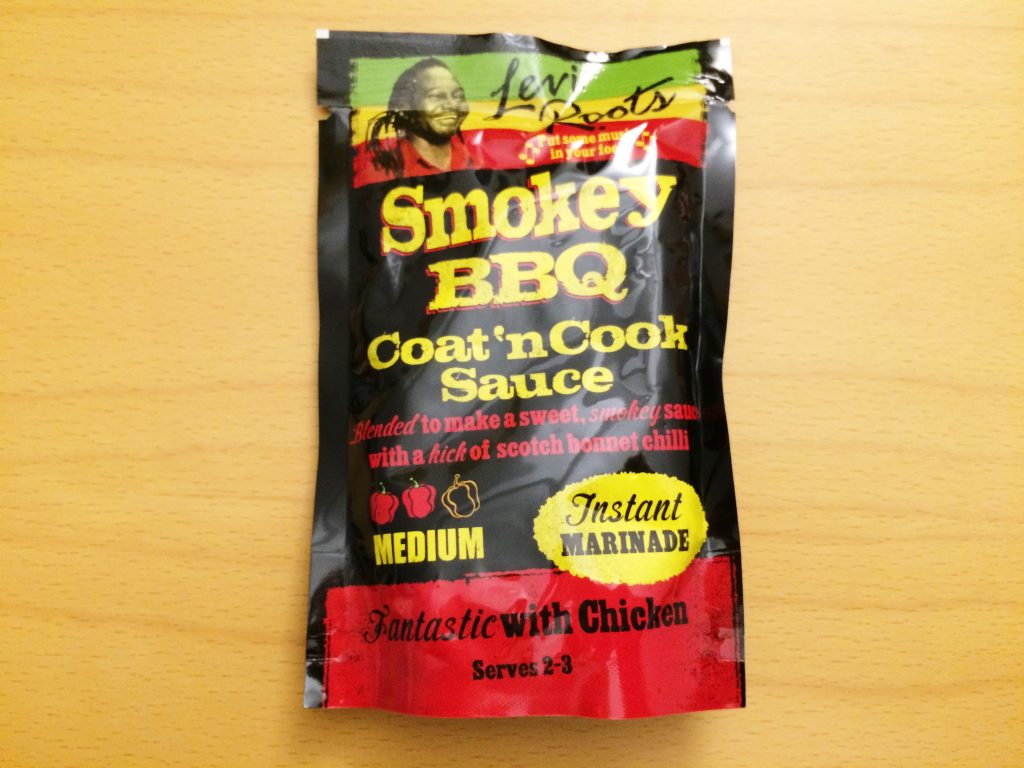 Levi
Roots
Put some music
in your food
Smokey
BBQ
Coat 'n Cook
Sauce
Blended to make a sweet, smokey sauce
with a kick of scotch bonnet chilli
MEDIUM
Instant
MARINADE
Fantastic with Chicken
Serves 2-3